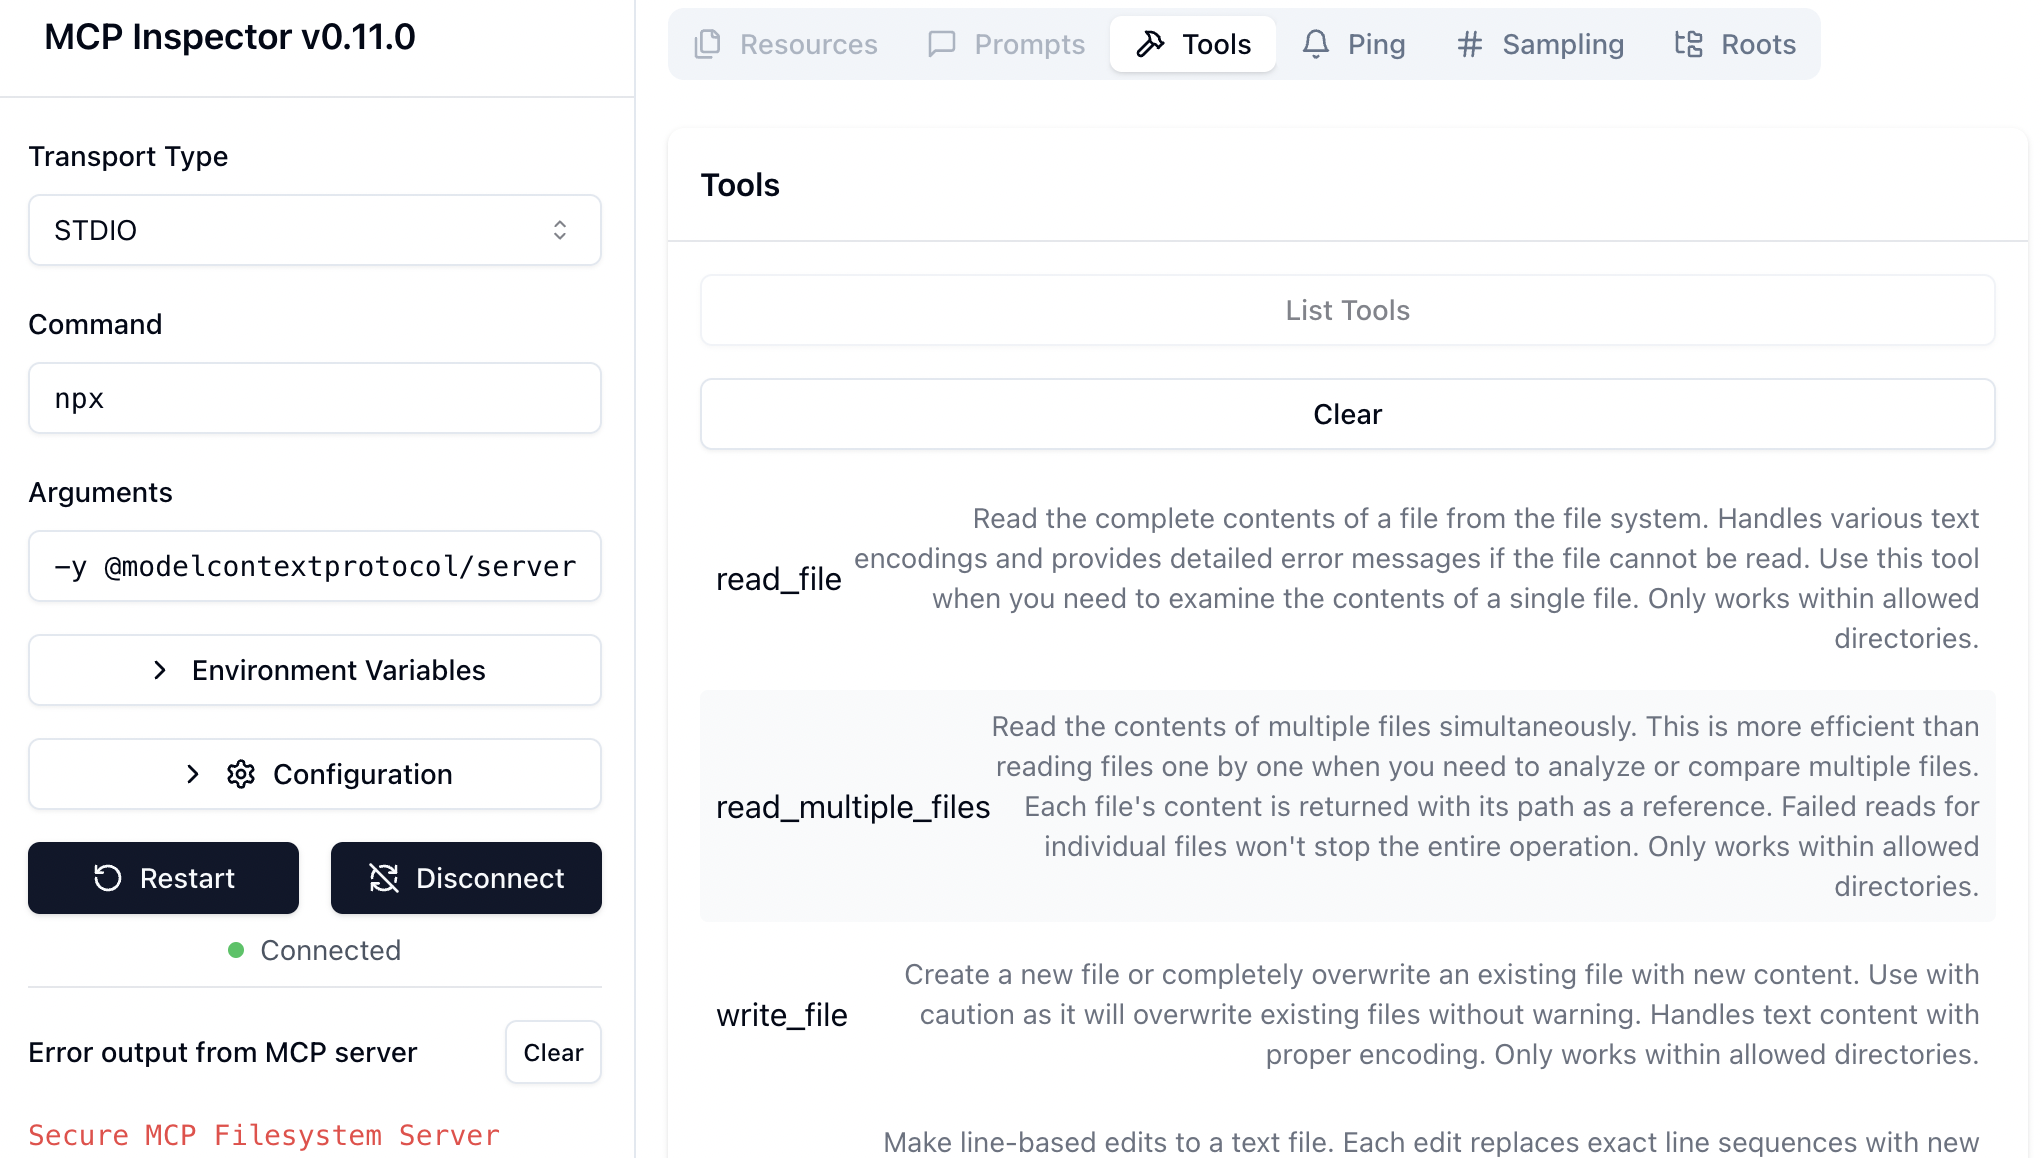 MCP Inspector v0.11.0
Transport Type
STDIO
Command
npx
Arguments
-y @modelcontextprotocol/server
Environment Variables
Configuration
Restart
Disconnect
Connected
Error output from MCP server
Clear
Secure MCP Filesystem Server
Resources
Prompts
Tools
Ping
Sampling
Roots
Tools
List Tools
Clear
read_file
Read the complete contents of a file from the file system. Handles various text
encodings and provides detailed error messages if the file cannot be read. Use this tool
when you need to examine the contents of a single file. Only works within allowed
directories.
read_multiple_files
Read the contents of multiple files simultaneously. This is more efficient than
reading files one by one when you need to analyze or compare multiple files.
Each file's content is returned with its path as a reference. Failed reads for
individual files won't stop the entire operation. Only works within allowed
directories.
write_file
Create a new file or completely overwrite an existing file with new content. Use with
caution as it will overwrite existing files without warning. Handles text content with
proper encoding. Only works within allowed directories.
Make line-based edits to a text file. Each edit replaces exact line sequences with new